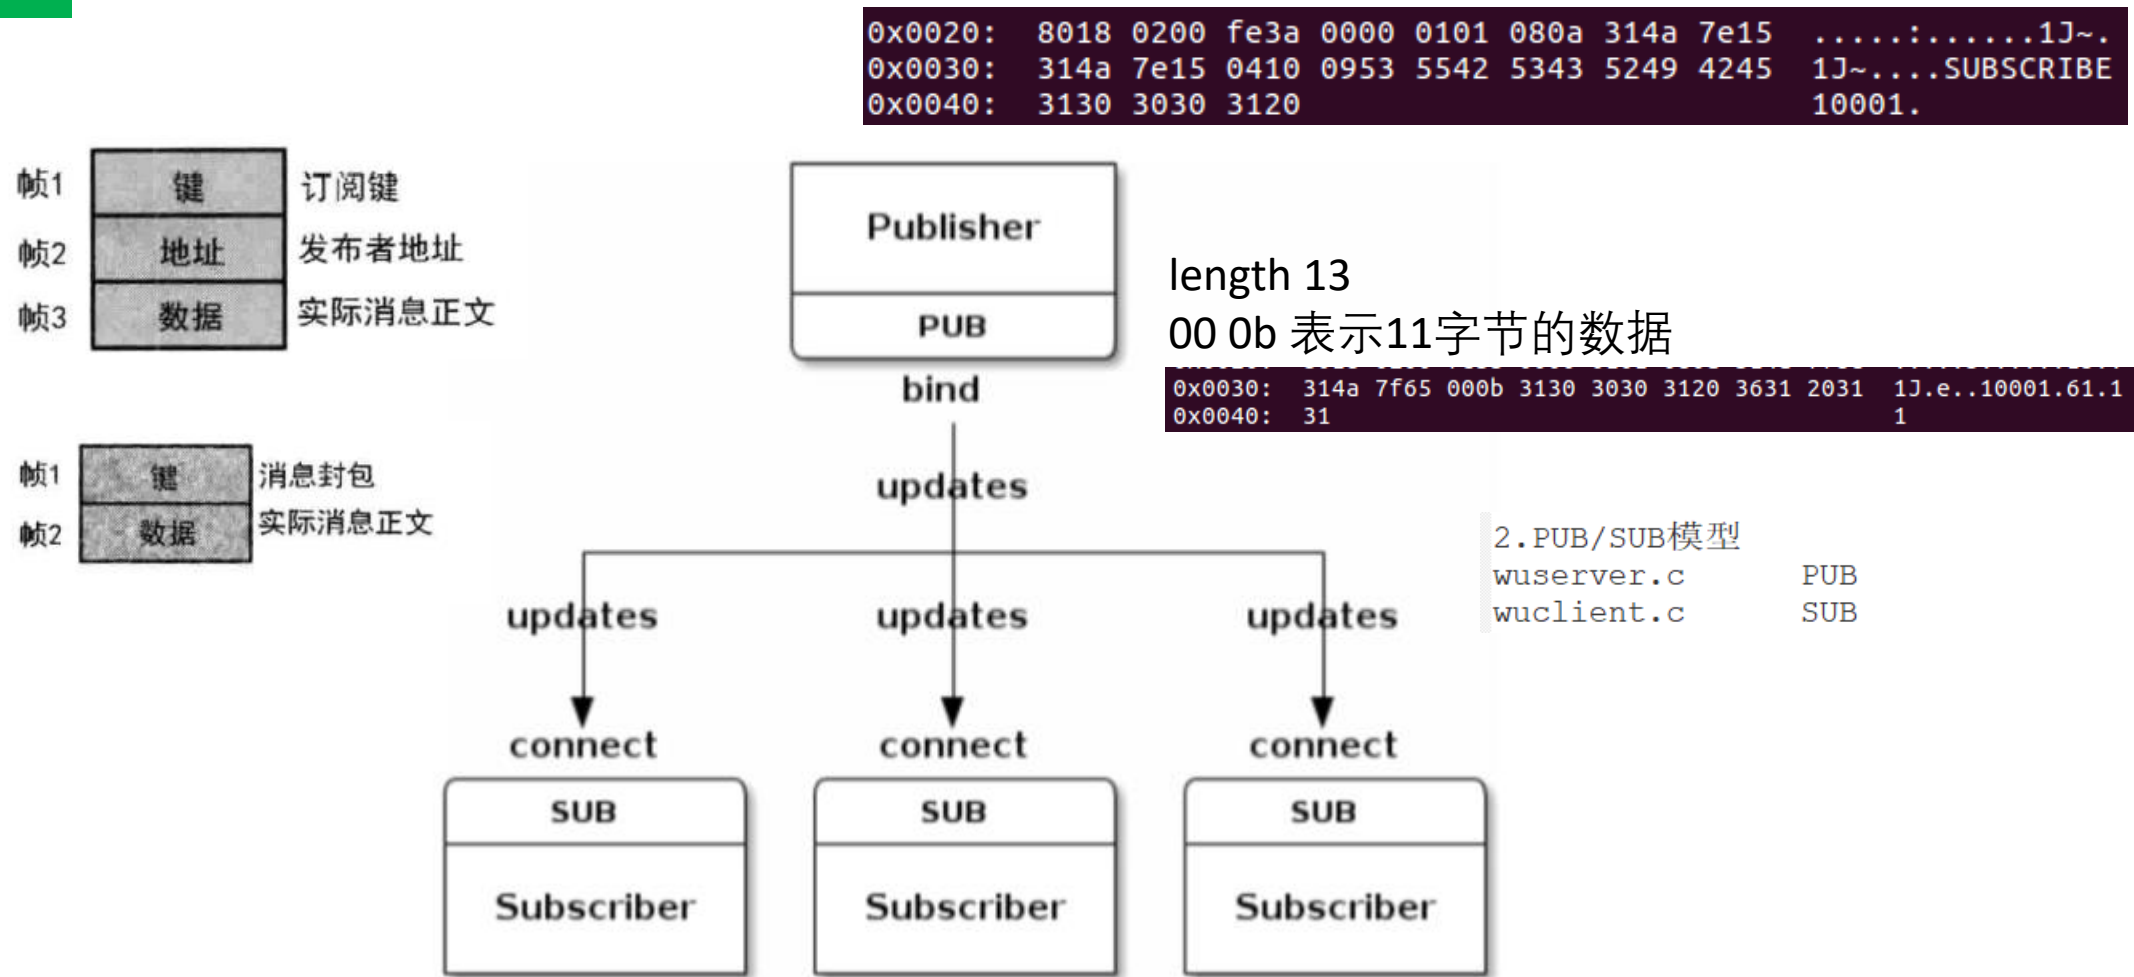 0x0020:  8018 0200 fe3a 0000 0101 080a 314a 7e15  .....:......1J~.
0x0030:  314a 7e15 0410 0953 5542 5343 5249 4245  1J~....SUBSCRIBE
0x0040:  3130 3030 3120  10001.
帧1 键 订阅键
帧2 地址 发布者地址
帧3 数据 实际消息正文
Publisher
PUB
bind
length 13
00 0b 表示11字节的数据
0x0030:  314a 7f65 000b 3130 3030 3120 3631 2031  1J.e..10001.61.1
0x0040:  31  1
帧1 键 消息封包
帧2 数据 实际消息正文
updates
2.PUB/SUB模型
wuserver.c PUB
wuclient.c SUB
updates updates updates
connect connect connect
SUB SUB SUB
Subscriber Subscriber Subscriber